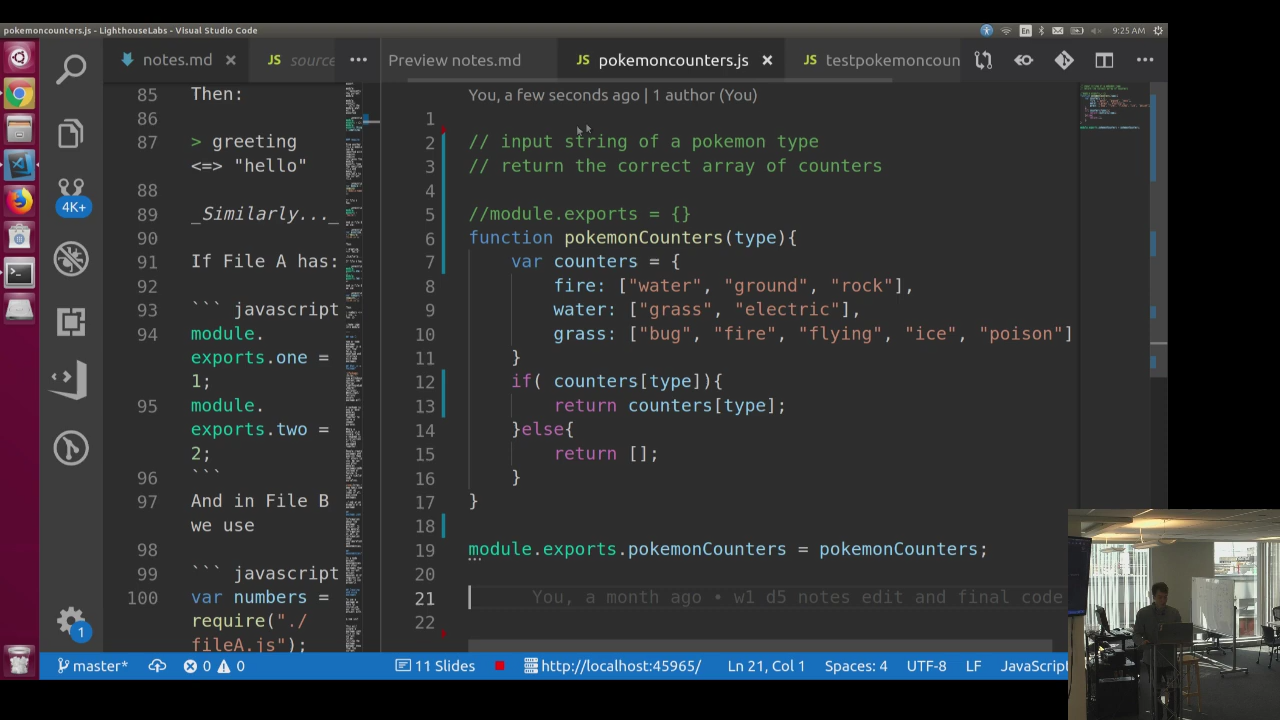 pokemoncounters.js - LighthouseLabs - Visual Studio Code
En
9:25 AM
notes.md
JS source
Preview notes.md
JS pokemoncounters.js
JS testpokemoncoun
85 Then:
86
87 > greeting
<=> "hello"
88
89 _Similarly..._
90
91 If File A has:
92
93 ``` javascript
94 module.
exports.one =
1;
95 module.
exports.two =
2;
96 ```
97 And in File B
we use
98
99 ``` javascript
100 var numbers =
require("./
fileA.js");
You, a few seconds ago | 1 author (You)
1
2 // input string of a pokemon type
3 // return the correct array of counters
4
5 //module.exports = {}
6 function pokemonCounters(type){
7 var counters = {
8 fire: ["water", "ground", "rock"],
9 water: ["grass", "electric"],
10 grass: ["bug", "fire", "flying", "ice", "poison"]
11 }
12 if( counters[type]){
13 return counters[type];
14 }else{
15 return [];
16 }
17 }
18
19 module.exports.pokemonCounters = pokemonCounters;
20
21 You, a month ago • w1 d5 notes edit and final code
22
4K+
1
master*
0 0
11 Slides
http://localhost:45965/
Ln 21, Col 1
Spaces: 4
UTF-8
LF
JavaScript